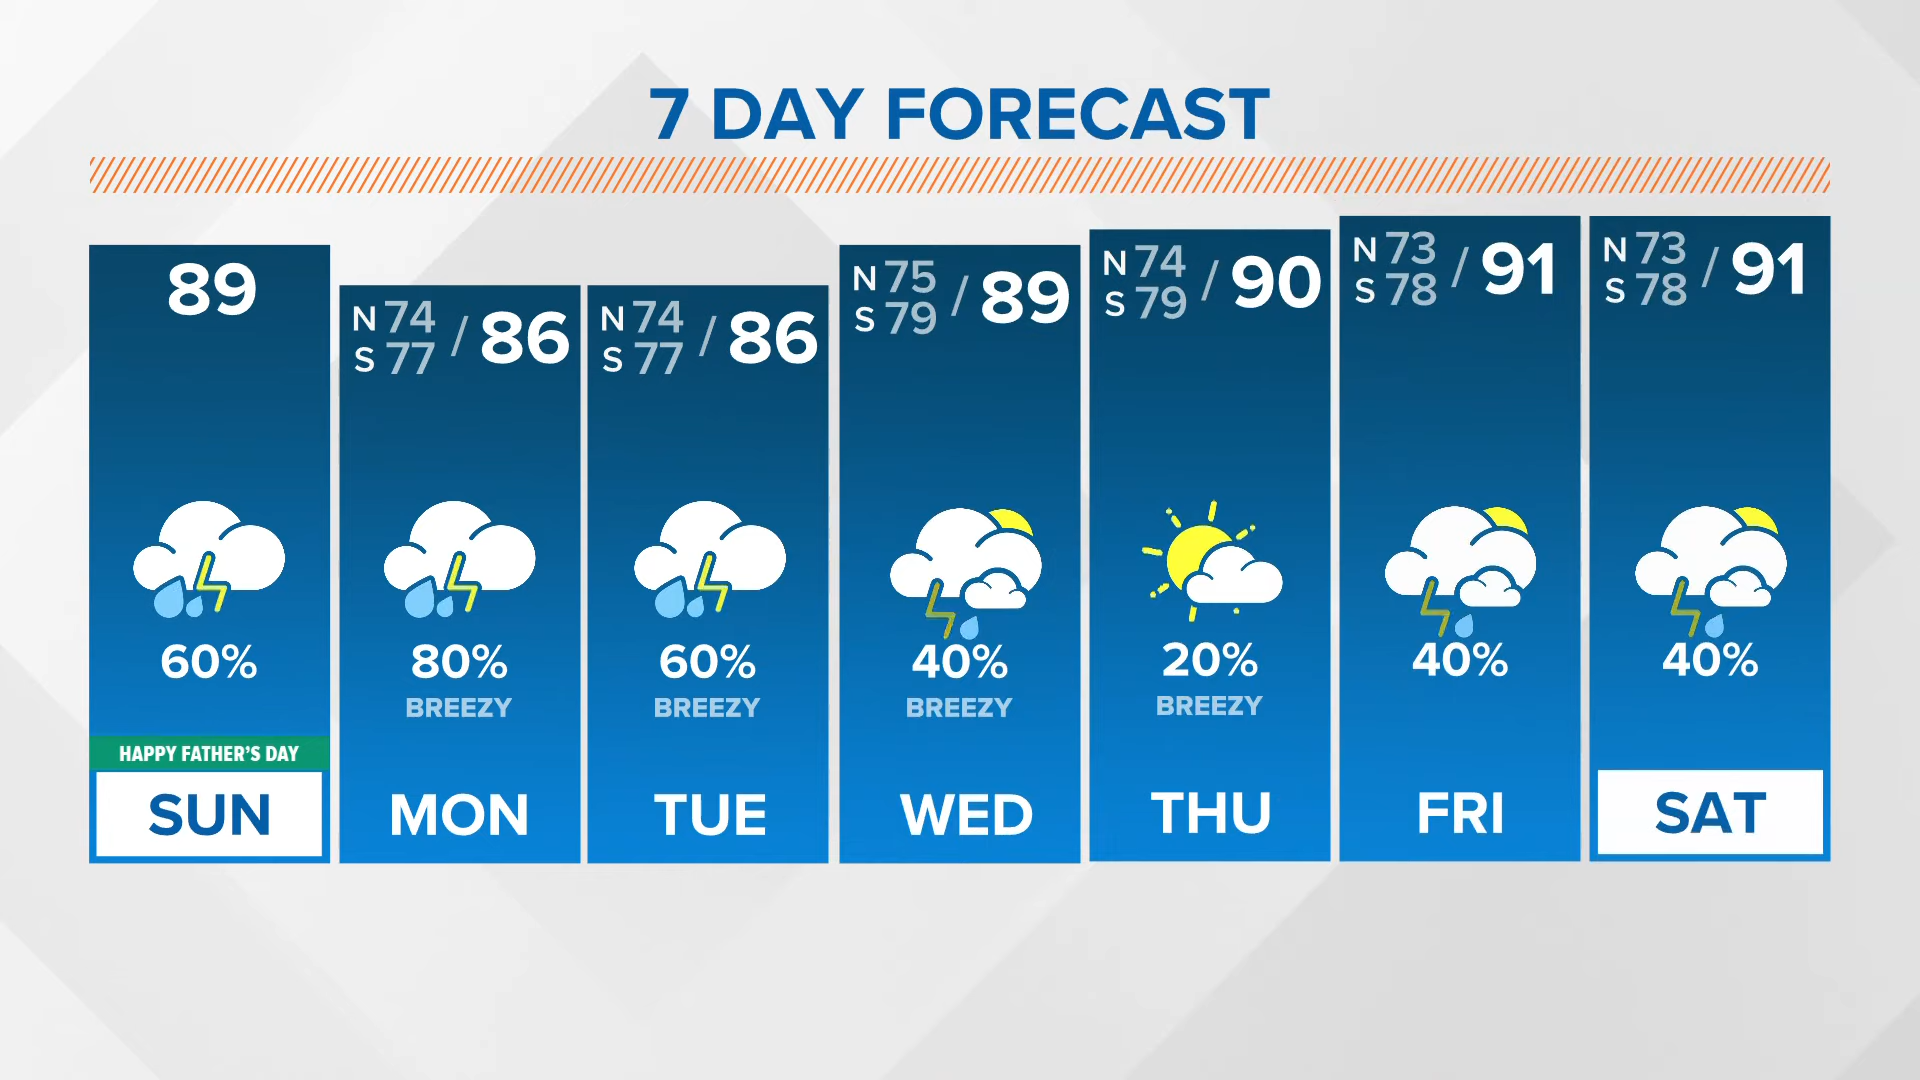 7 DAY FORECAST
89
60%
HAPPY FATHER'S DAY
SUN
N 74 / 86
S 77
80%
BREEZY
MON
N 74 / 86
S 77
60%
BREEZY
TUE
N 75 / 89
S 79
40%
BREEZY
WED
N 74 / 90
S 79
20%
BREEZY
THU
N 73 / 91
S 78
40%
FRI
N 73 / 91
S 78
40%
SAT